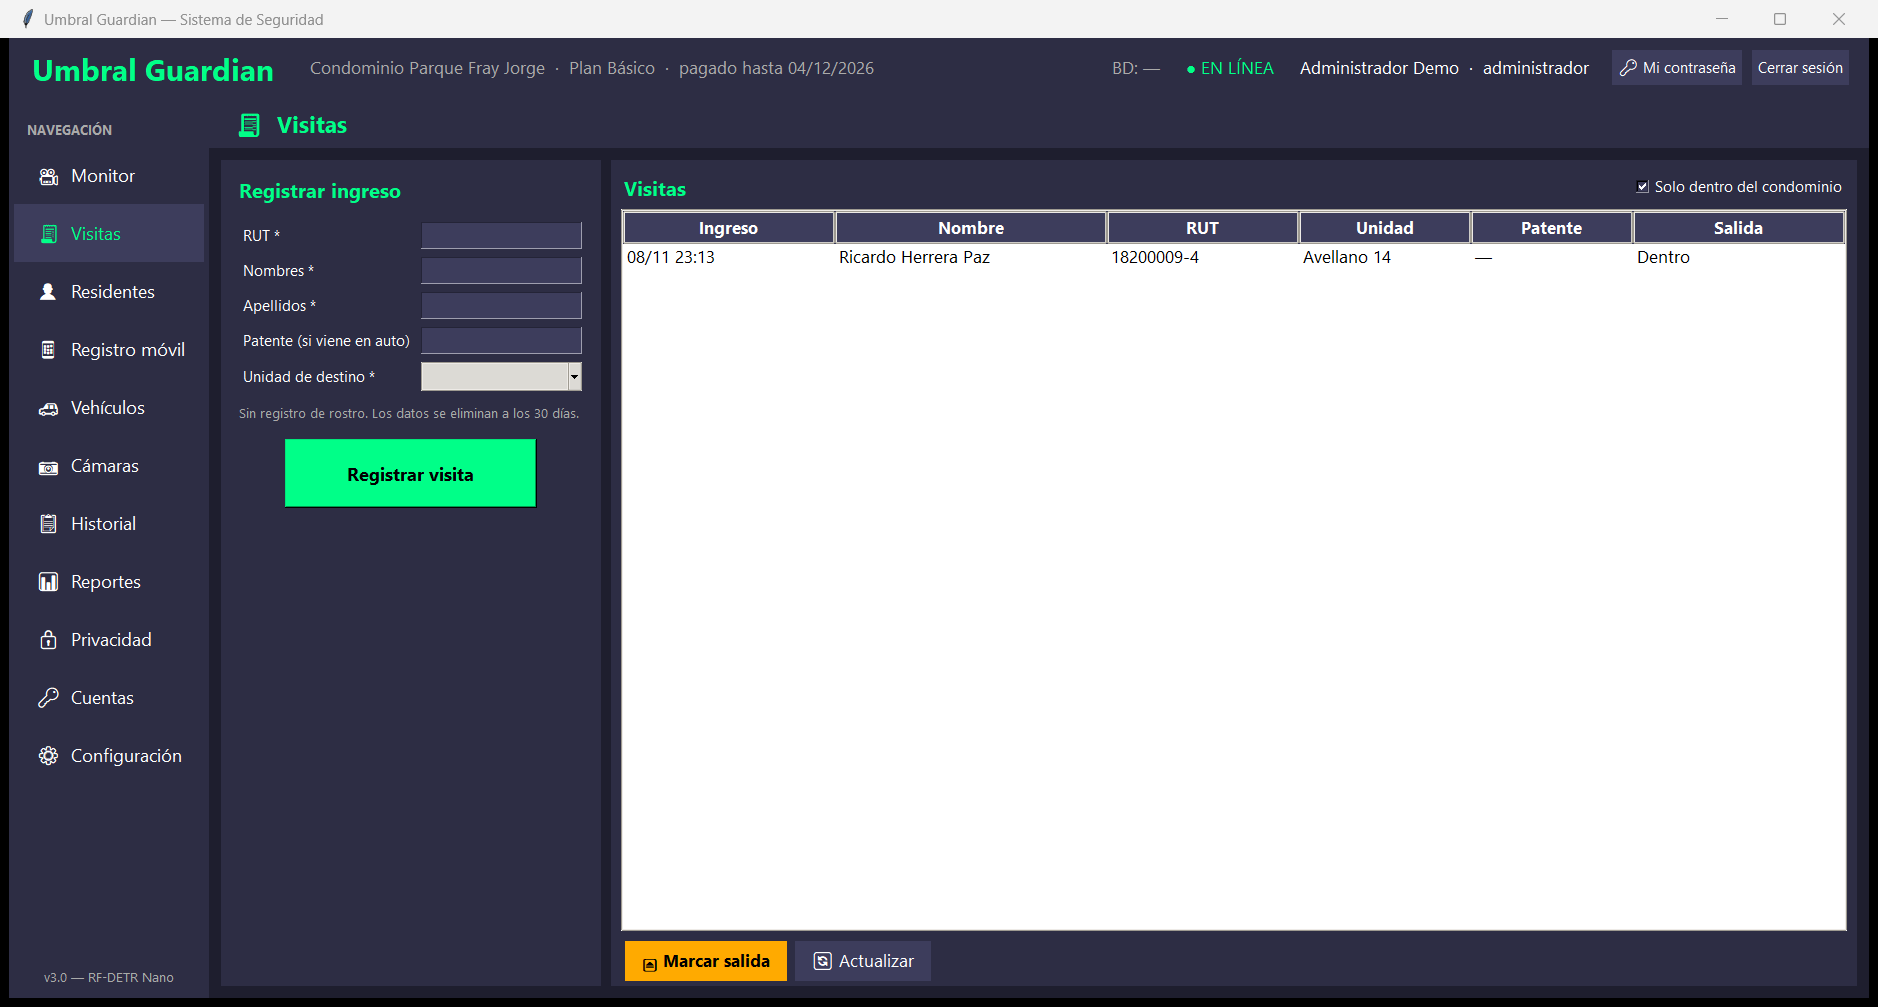 Umbral Guardian — Sistema de Seguridad
Umbral Guardian
Condominio Parque Fray Jorge · Plan Básico · pagado hasta 04/12/2026
BD: —
● EN LÍNEA
Administrador Demo · administrador
Mi contraseña
Cerrar sesión
NAVEGACIÓN
Monitor
Visitas
Residentes
Registro móvil
Vehículos
Cámaras
Historial
Reportes
Privacidad
Cuentas
Configuración
v3.0 — RF-DETR Nano
Visitas
Registrar ingreso
RUT *
Nombres *
Apellidos *
Patente (si viene en auto)
Unidad de destino *
Sin registro de rostro. Los datos se eliminan a los 30 días.
Registrar visita
Visitas
Solo dentro del condominio
Ingreso Nombre RUT Unidad Patente Salida
08/11 23:13 Ricardo Herrera Paz 18200009-4 Avellano 14 — Dentro
Marcar salida
Actualizar